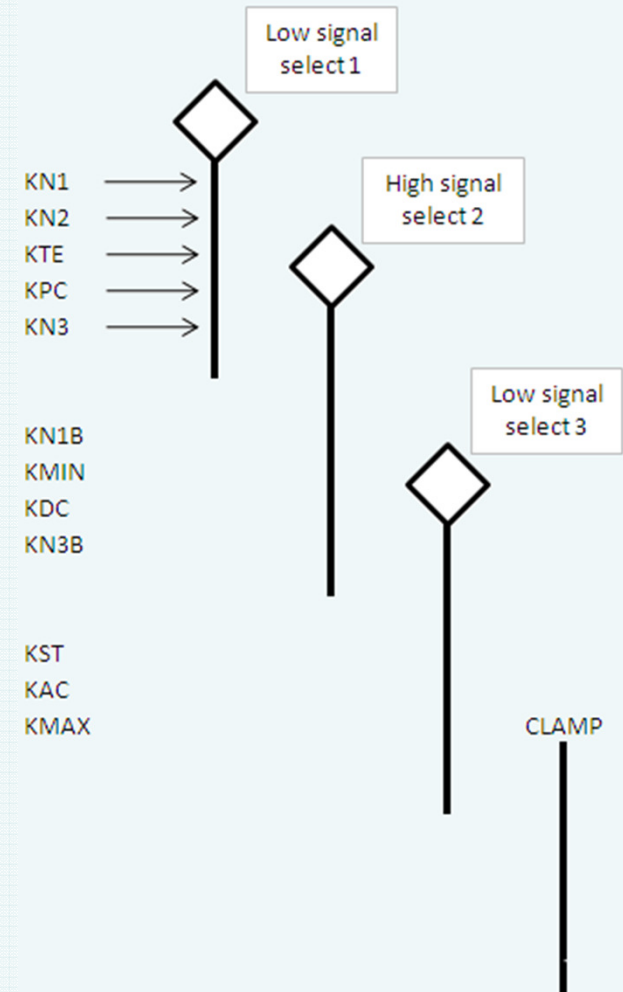 Low signal
select 1
KN1
KN2
KTE
KPC
KN3
High signal
select 2
Low signal
select 3
KN1B
KMIN
KDC
KN3B
KST
KAC
KMAX
CLAMP